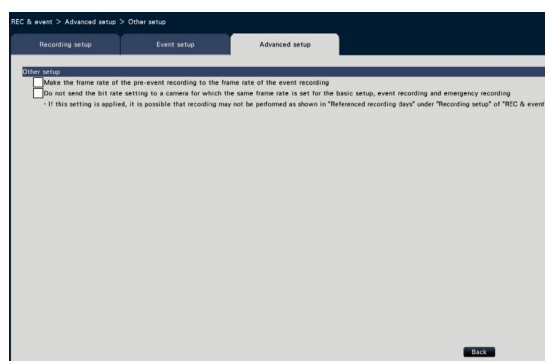 REC & event > Advanced setup > Other setup
Recording setup
Event setup
Advanced setup
Other setup
Make the frame rate of the pre-event recording to the frame rate of the event recording
Do not send the bit rate setting to a camera for which the same frame rate is set for the basic setup, event recording and emergency recording
・If this setting is applied, it is possible that recording may not be performed as shown in "Referenced recording days" under "Recording setup" of "REC & event
Back